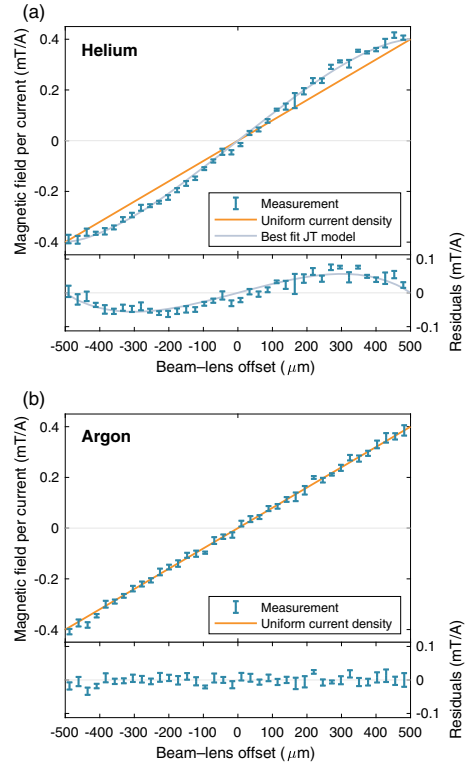 (a)
Helium
Magnetic field per current (mT/A)
0.4
0.2
0
-0.2
-0.4
Measurement
Uniform current density
Best fit JT model
0.1
0
-0.1
Residuals (mT/A)
-500 -400 -300 -200 -100 0 100 200 300 400 500
Beam–lens offset (μm)
(b)
Argon
Magnetic field per current (mT/A)
0.4
0.2
0
-0.2
-0.4
Measurement
Uniform current density
0.1
0
-0.1
Residuals (mT/A)
-500 -400 -300 -200 -100 0 100 200 300 400 500
Beam–lens offset (μm)